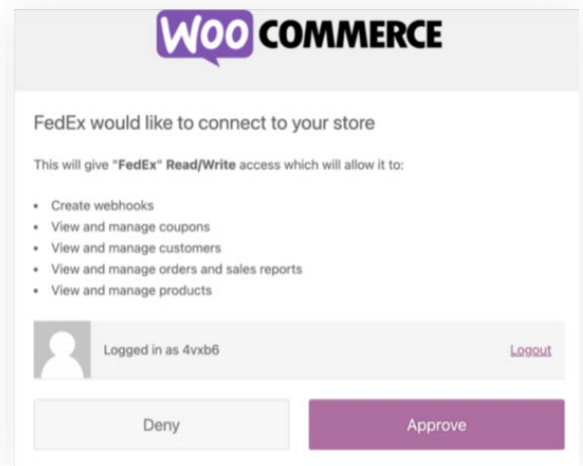 WOO COMMERCE
FedEx would like to connect to your store
This will give "FedEx" Read/Write access which will allow it to:
• Create webhooks
• View and manage coupons
• View and manage customers
• View and manage orders and sales reports
• View and manage products
Logged in as 4vxb6 Logout
Deny Approve